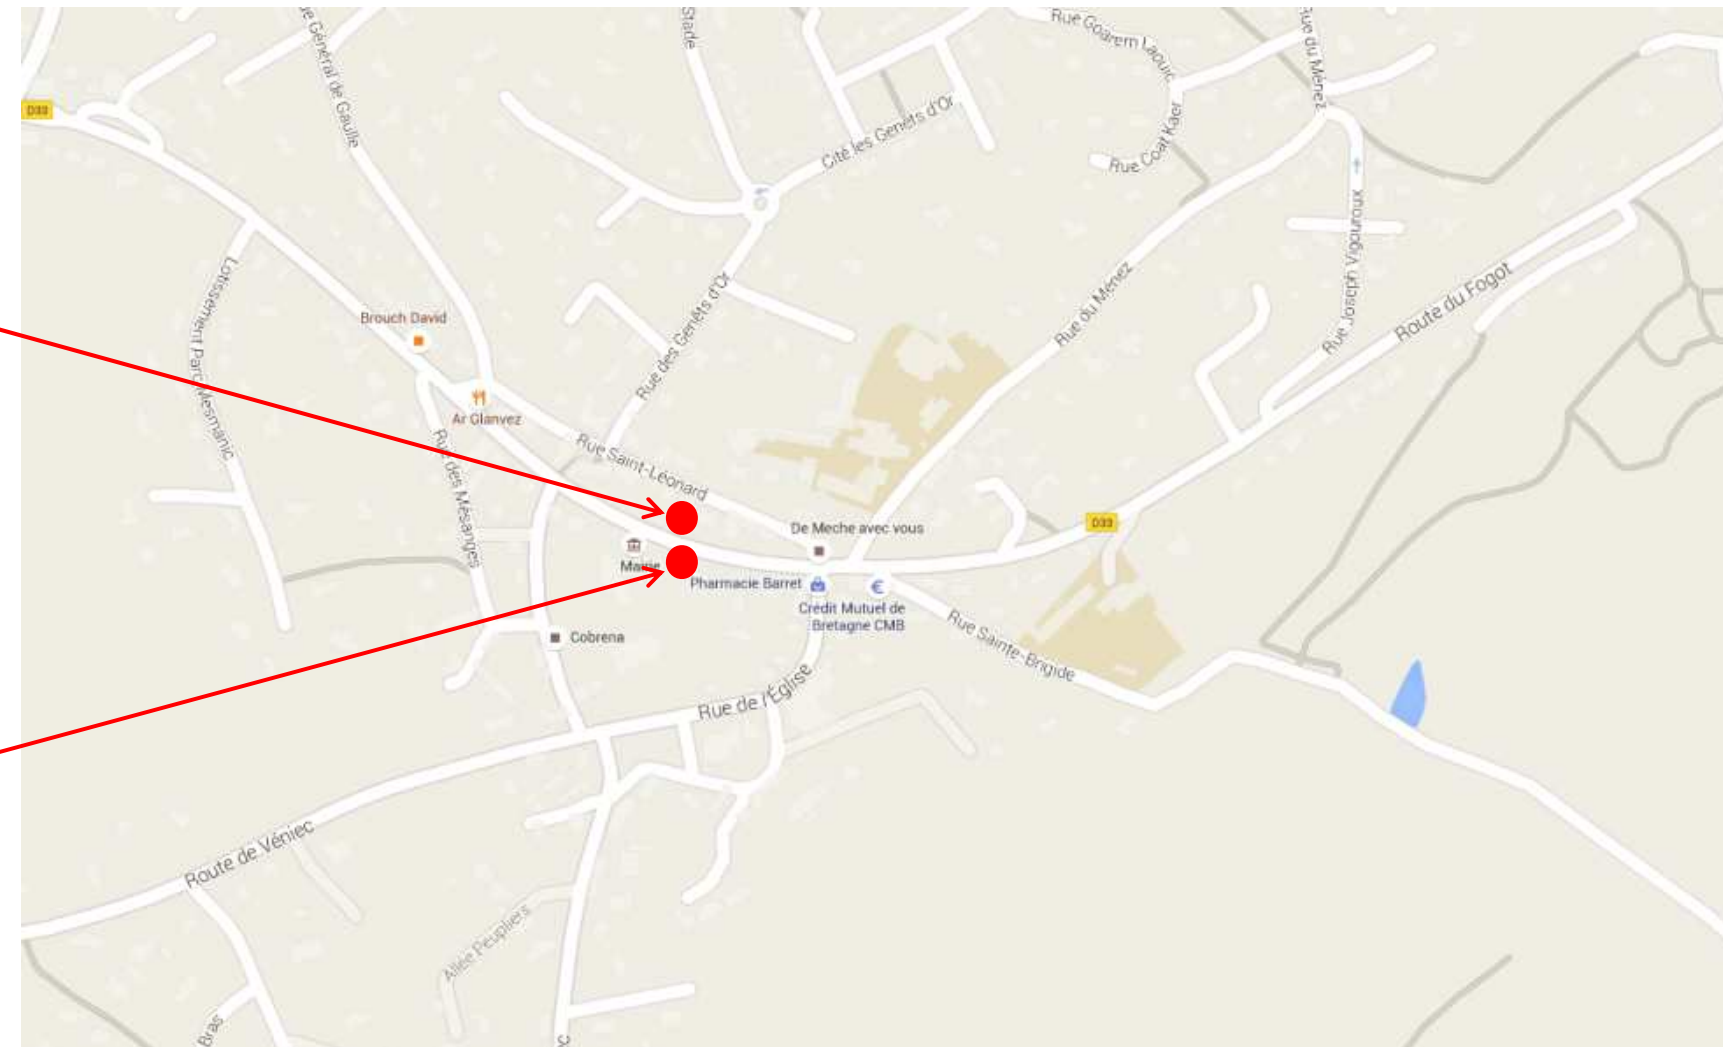 Stade
Rue Goarem Laouic
Rue du Ménez
Général de Gaulle
D33
Cité les Genêts d'Or
Rue Coat Kaer
Rue Joseph Vigouroux
Lotissement Parc Mesmanic
Rue du Ménez
Route du Fogot
Brouch David
Rue des Genêts d'Or
Ar Glanvez
Rue Saint-Léonard
Rue des Mésanges
D33
De Meche avec vous
Pharmacie Barret
€
Crédit Mutuel de
Bretagne CMB
Cobrena
Rue Sainte-Brigide
Rue de l'Église
Route de Véniec
Allée Peupliers
Bras